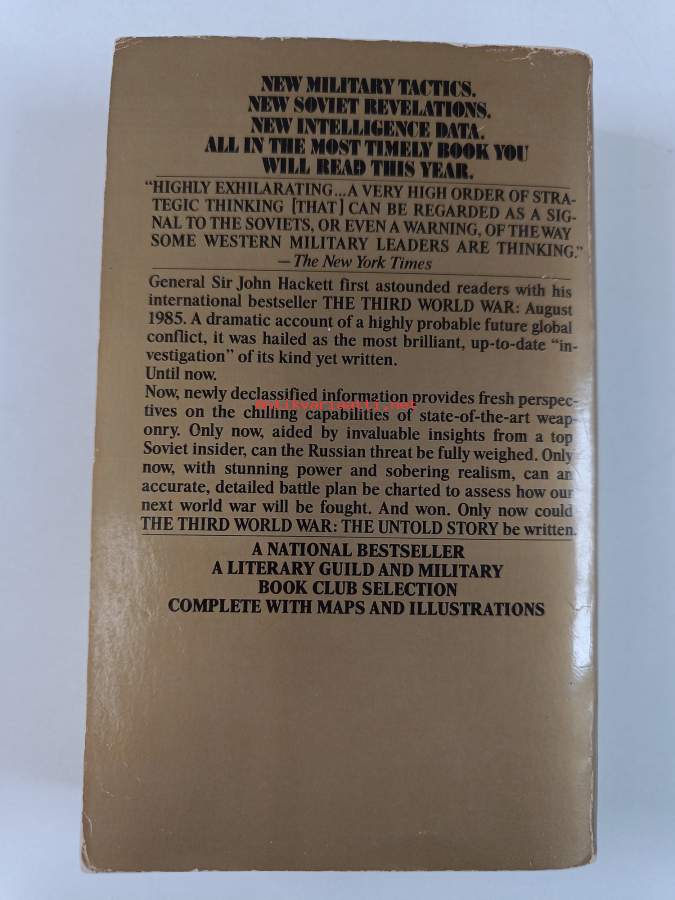 NEW MILITARY TACTICS.
NEW SOVIET REVELATIONS.
NEW INTELLIGENCE DATA.
ALL IN THE MOST TIMELY BOOK YOU
WILL READ THIS YEAR.
"HIGHLY EXHILARATING...A VERY HIGH ORDER OF STRA-
TEGIC THINKING [THAT] CAN BE REGARDED AS A SIG-
NAL TO THE SOVIETS, OR EVEN A WARNING, OF THE WAY
SOME WESTERN MILITARY LEADERS ARE THINKING."
—The New York Times
General Sir John Hackett first astounded readers with his
international bestseller THE THIRD WORLD WAR: August
1985. A dramatic account of a highly probable future global
conflict, it was hailed as the most brilliant, up-to-date "in-
vestigation" of its kind yet written.
Until now.
Now, newly declassified information provides fresh perspec-
tives on the chilling capabilities of state-of-the-art weap-
onry. Only now, aided by invaluable insights from a top
Soviet insider, can the Russian threat be fully weighed. Only
now, with stunning power and sobering realism, can an
accurate, detailed battle plan be charted to assess how our
next world war will be fought. And won. Only now could
THE THIRD WORLD WAR: THE UNTOLD STORY be written.
A NATIONAL BESTSELLER
A LITERARY GUILD AND MILITARY
BOOK CLUB SELECTION
COMPLETE WITH MAPS AND ILLUSTRATIONS